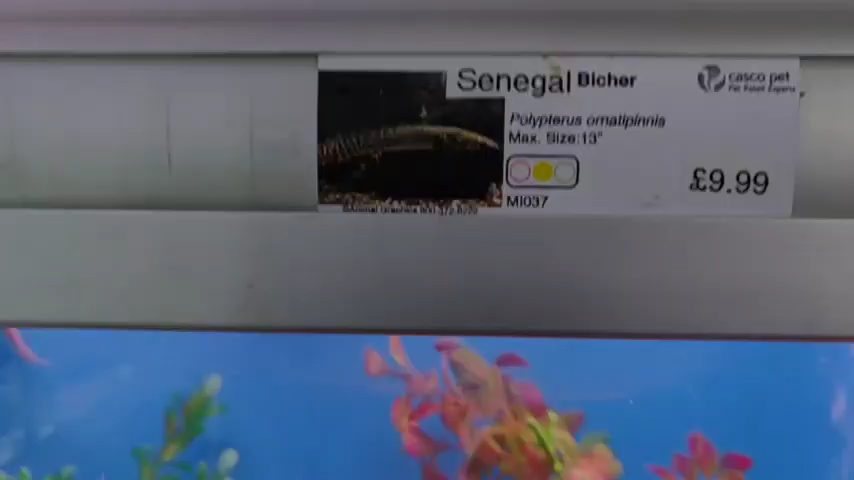 Senegal Bicher
casco pet
Polypterus ornatipinnis
Max. Size:13"
£9.99
MI037